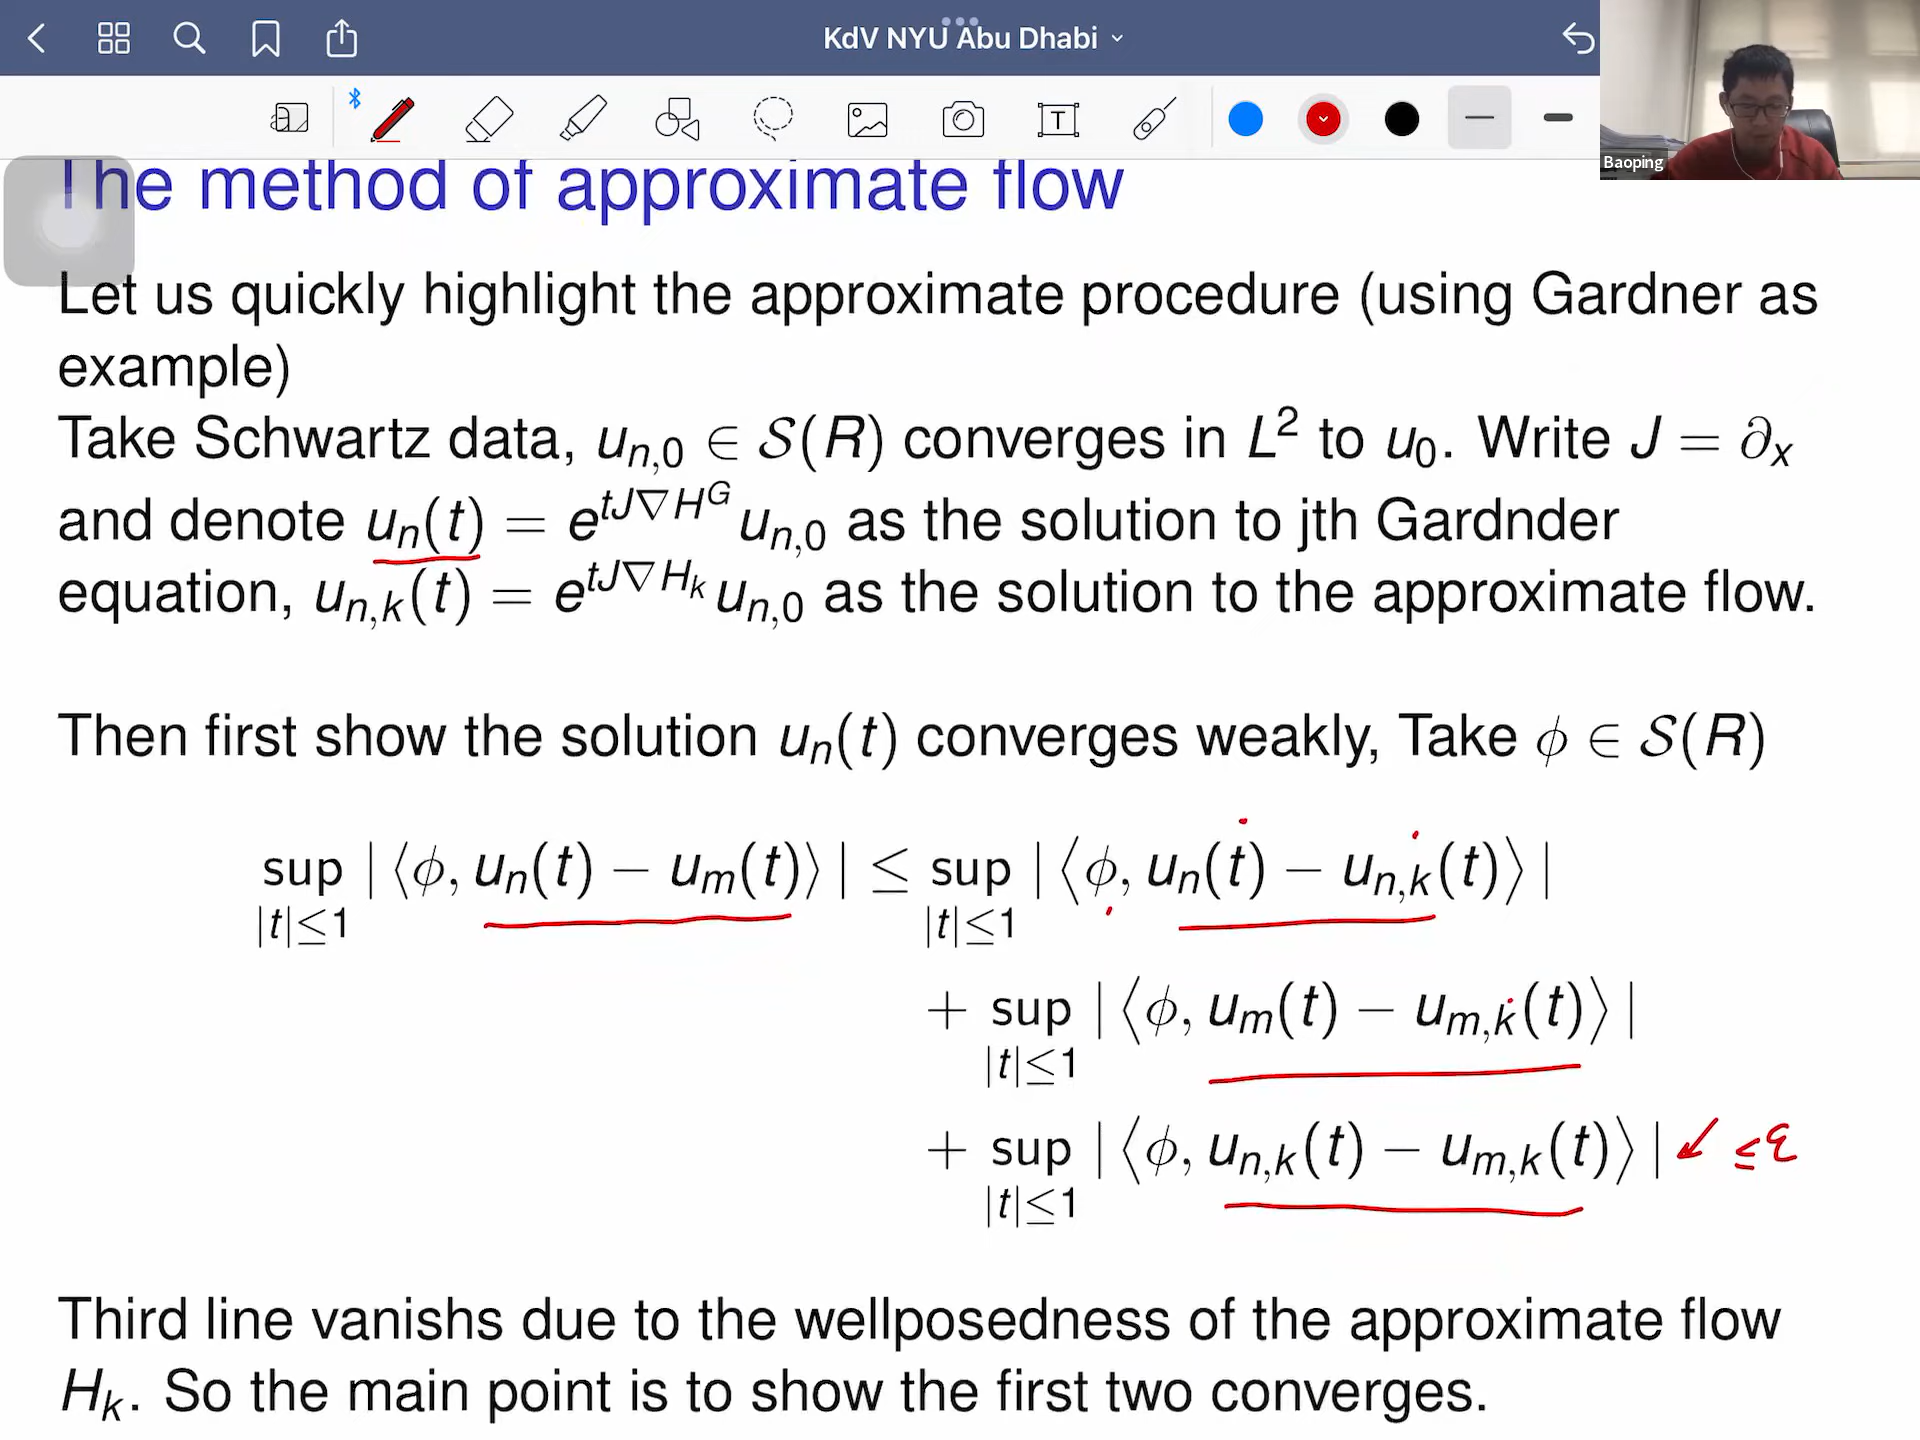 KdV NYU Abu Dhabi
Baoping
The method of approximate flow
Let us quickly highlight the approximate procedure (using Gardner as
example)
Take Schwartz data, u_{n,0} ∈ 𝒮(R) converges in L^2 to u_0. Write J = ∂_x
and denote u_n(t) = e^{tJ∇H^G} u_{n,0} as the solution to jth Gardnder
equation, u_{n,k}(t) = e^{tJ∇H_k} u_{n,0} as the solution to the approximate flow.
Then first show the solution u_n(t) converges weakly, Take ϕ ∈ 𝒮(R)
sup_{|t|≤1} |⟨ϕ, u_n(t) − u_m(t)⟩| ≤ sup_{|t|≤1} |⟨ϕ, u_n(t) − u_{n,k}(t)⟩|
+ sup_{|t|≤1} |⟨ϕ, u_m(t) − u_{m,k}(t)⟩|
+ sup_{|t|≤1} |⟨ϕ, u_{n,k}(t) − u_{m,k}(t)⟩| ↙ ≤ε
Third line vanishs due to the wellposedness of the approximate flow
H_k. So the main point is to show the first two converges.